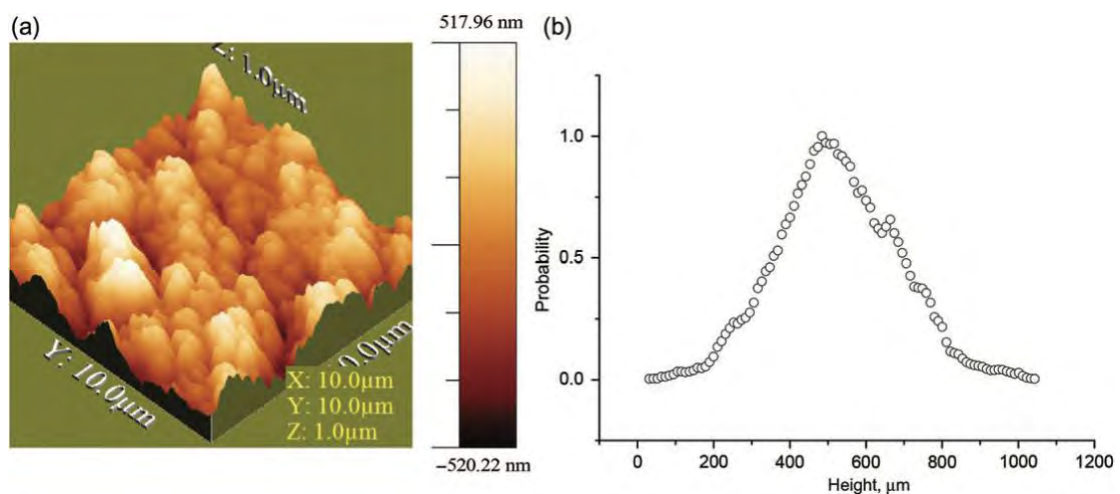 (a)
517.96 nm
(b)
Z: 1.0µm
Y: 10.0µm
0.0µm
X: 10.0µm
Y: 10.0µm
Z: 1.0µm
−520.22 nm
Probability
1.0
0.5
0.0
0
200
400
600
800
1000
1200
Height, µm